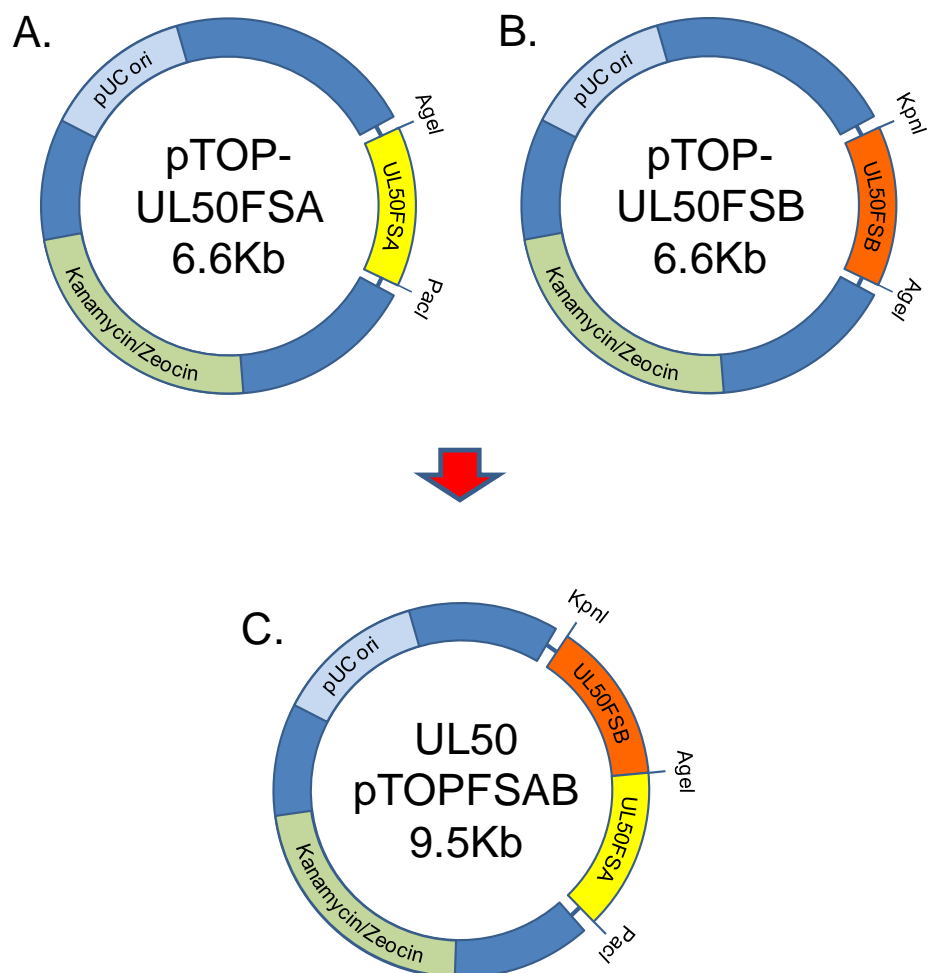 A.
pUC ori
AgeI
pTOP-
UL50FSA
6.6Kb
UL50FSA
PacI
Kanamycin/Zeocin
B.
pUC ori
KpnI
pTOP-
UL50FSB
6.6Kb
UL50FSB
AgeI
Kanamycin/Zeocin
C.
pUC ori
KpnI
UL50FSB
UL50
pTOPFSAB
9.5Kb
AgeI
UL50FSA
PacI
Kanamycin/Zeocin